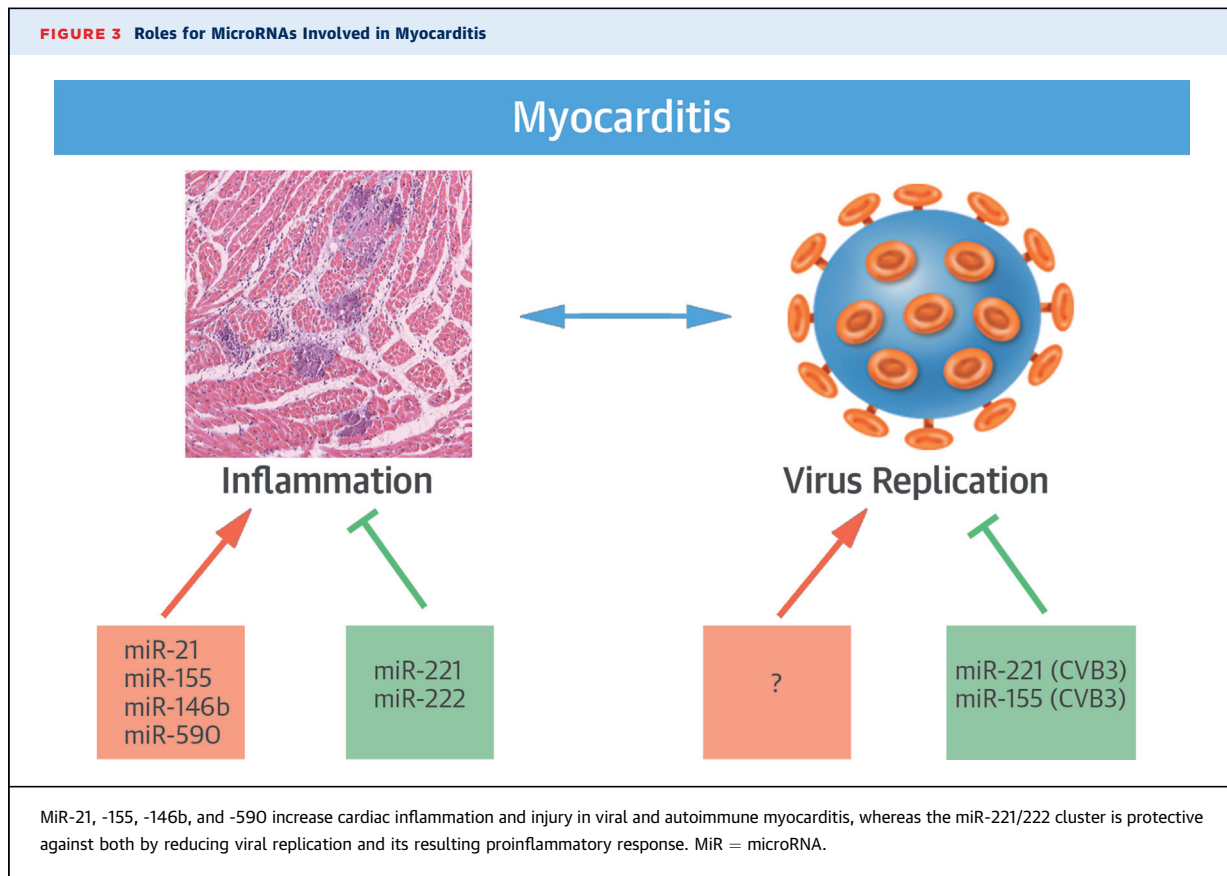 FIGURE 3 Roles for MicroRNAs Involved in Myocarditis
Myocarditis
Inflammation
Virus Replication
miR-21
miR-155
miR-146b
miR-590
miR-221
miR-222
?
miR-221 (CVB3)
miR-155 (CVB3)
MiR-21, -155, -146b, and -590 increase cardiac inflammation and injury in viral and autoimmune myocarditis, whereas the miR-221/222 cluster is protective
against both by reducing viral replication and its resulting proinflammatory response. MiR = microRNA.